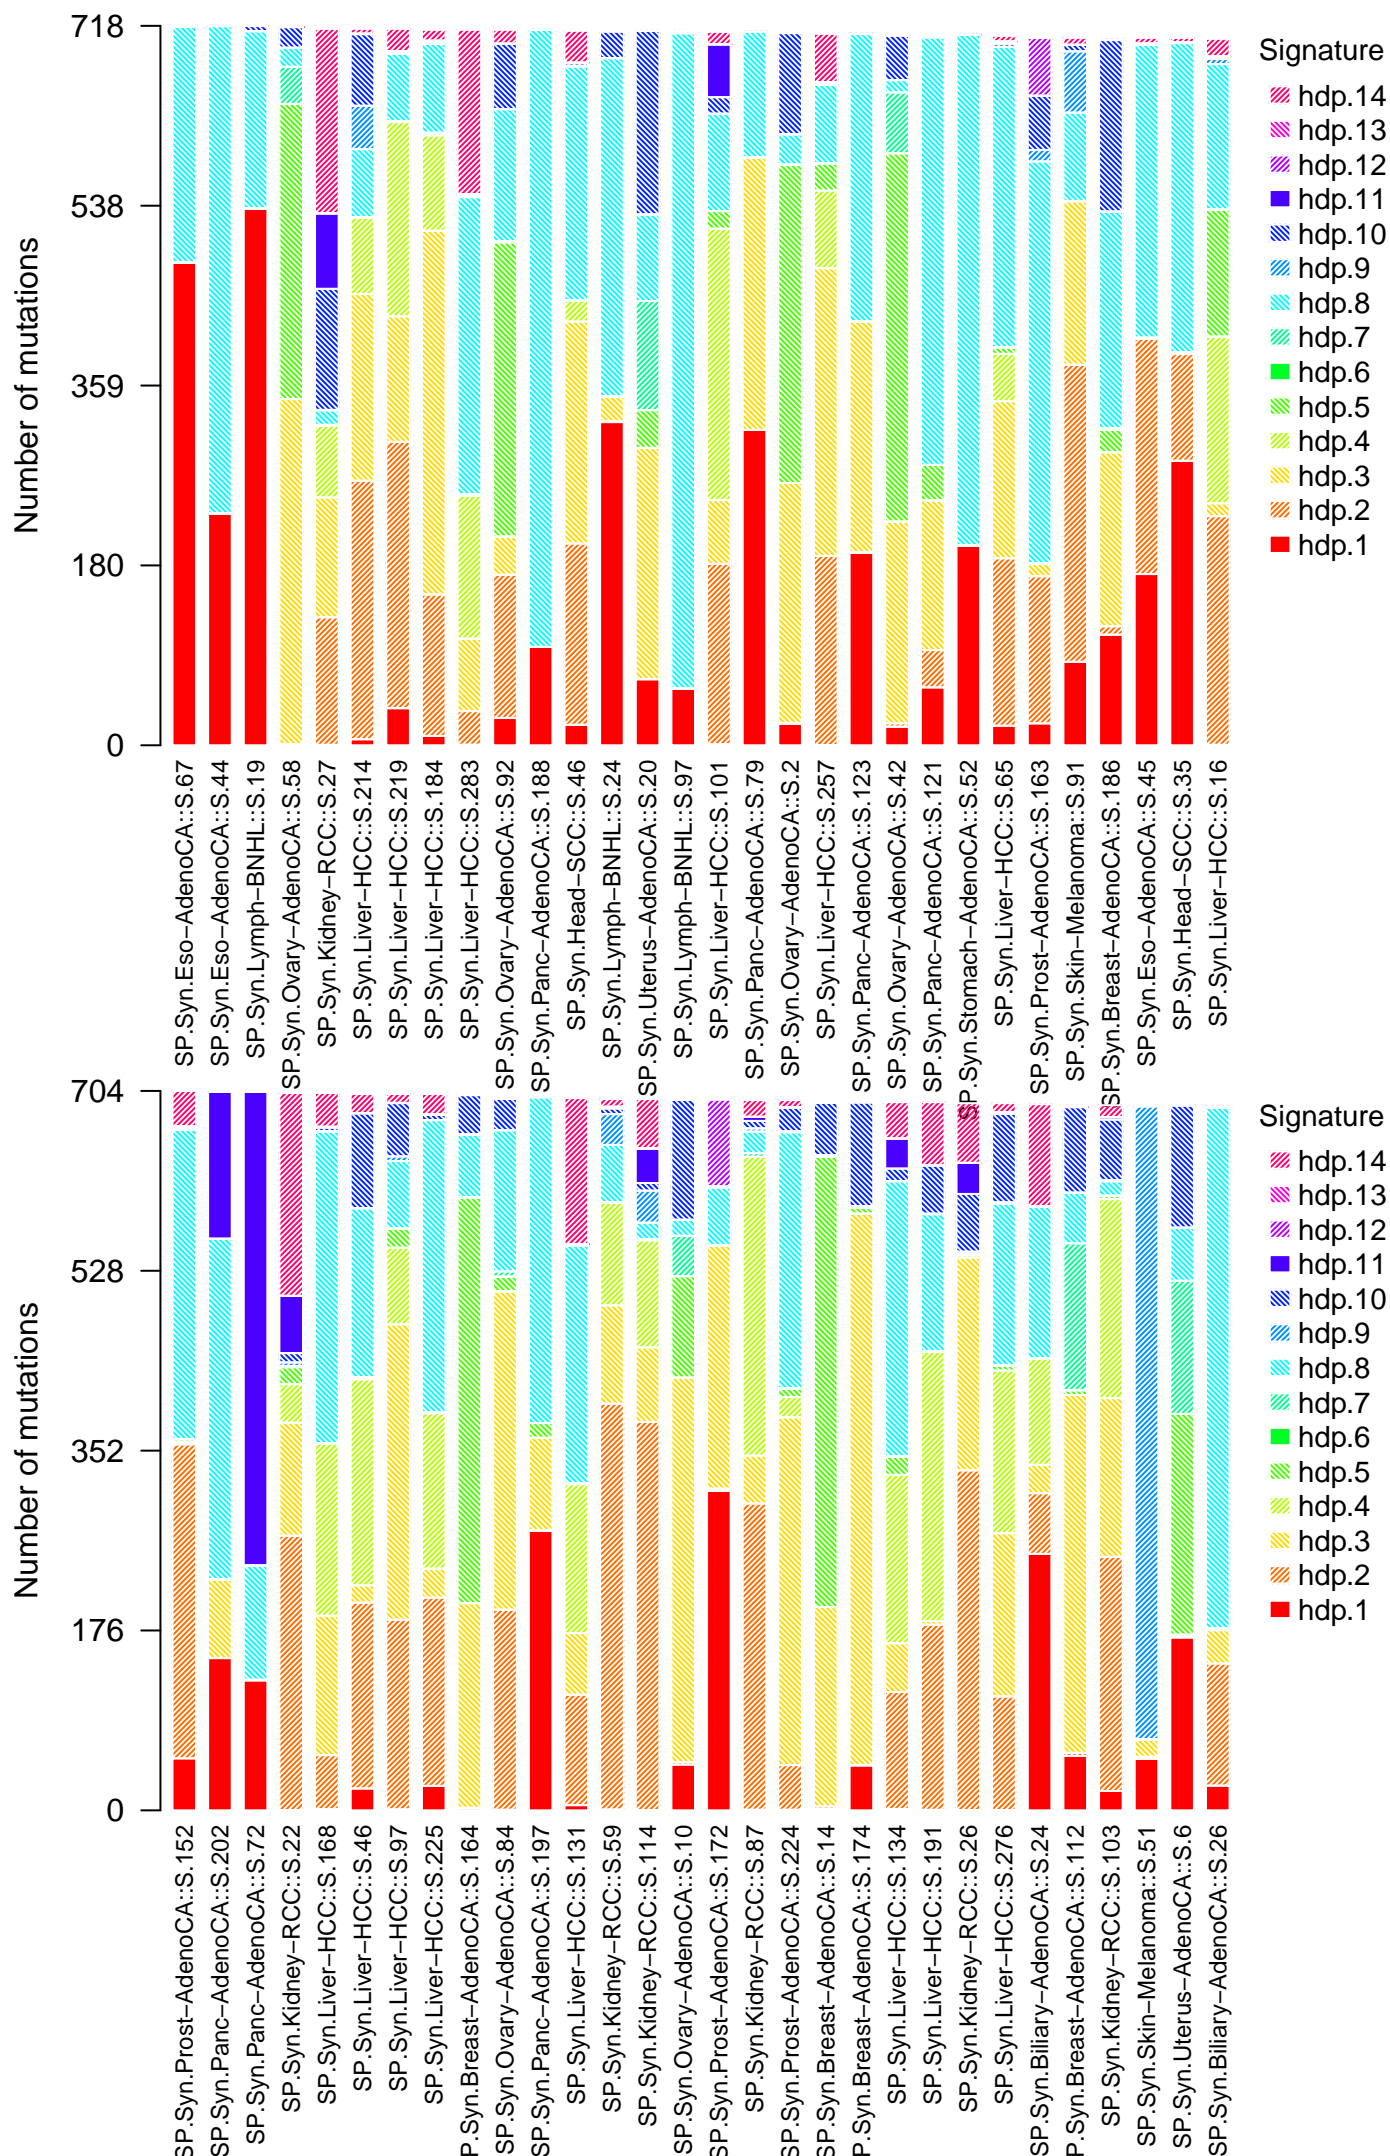 Number of mutations
718
538
359
180
0
Signature
hdp.14
hdp.13
hdp.12
hdp.11
hdp.10
hdp.9
hdp.8
hdp.7
hdp.6
hdp.5
hdp.4
hdp.3
hdp.2
hdp.1
SP.Syn.Eso−AdenoCA::S.67
SP.Syn.Eso−AdenoCA::S.44
SP.Syn.Lymph−BNHL::S.19
SP.Syn.Ovary−AdenoCA::S.58
SP.Syn.Kidney−RCC::S.27
SP.Syn.Liver−HCC::S.214
SP.Syn.Liver−HCC::S.219
SP.Syn.Liver−HCC::S.184
SP.Syn.Liver−HCC::S.283
SP.Syn.Ovary−AdenoCA::S.92
SP.Syn.Panc−AdenoCA::S.188
SP.Syn.Head−SCC::S.46
SP.Syn.Lymph−BNHL::S.24
SP.Syn.Uterus−AdenoCA::S.20
SP.Syn.Lymph−BNHL::S.97
SP.Syn.Liver−HCC::S.101
SP.Syn.Panc−AdenoCA::S.79
SP.Syn.Ovary−AdenoCA::S.2
SP.Syn.Liver−HCC::S.257
SP.Syn.Panc−AdenoCA::S.123
SP.Syn.Ovary−AdenoCA::S.42
SP.Syn.Panc−AdenoCA::S.121
SP.Syn.Stomach−AdenoCA::S.52
SP.Syn.Liver−HCC::S.65
SP.Syn.Prost−AdenoCA::S.163
SP.Syn.Skin−Melanoma::S.91
SP.Syn.Breast−AdenoCA::S.186
SP.Syn.Eso−AdenoCA::S.45
SP.Syn.Head−SCC::S.35
SP.Syn.Liver−HCC::S.16
Number of mutations
704
528
352
176
0
Signature
hdp.14
hdp.13
hdp.12
hdp.11
hdp.10
hdp.9
hdp.8
hdp.7
hdp.6
hdp.5
hdp.4
hdp.3
hdp.2
hdp.1
SP.Syn.Prost−AdenoCA::S.152
SP.Syn.Panc−AdenoCA::S.202
SP.Syn.Panc−AdenoCA::S.72
SP.Syn.Kidney−RCC::S.22
SP.Syn.Liver−HCC::S.168
SP.Syn.Liver−HCC::S.46
SP.Syn.Liver−HCC::S.97
SP.Syn.Liver−HCC::S.225
SP.Syn.Breast−AdenoCA::S.164
SP.Syn.Ovary−AdenoCA::S.84
SP.Syn.Panc−AdenoCA::S.197
SP.Syn.Liver−HCC::S.131
SP.Syn.Kidney−RCC::S.59
SP.Syn.Kidney−RCC::S.114
SP.Syn.Ovary−AdenoCA::S.10
SP.Syn.Prost−AdenoCA::S.172
SP.Syn.Kidney−RCC::S.87
SP.Syn.Prost−AdenoCA::S.224
SP.Syn.Breast−AdenoCA::S.14
P.Syn.Breast−AdenoCA::S.174
SP.Syn.Liver−HCC::S.134
SP.Syn.Liver−HCC::S.191
SP.Syn.Kidney−RCC::S.26
SP.Syn.Liver−HCC::S.276
SP.Syn.Biliary−AdenoCA::S.24
P.Syn.Breast−AdenoCA::S.112
SP.Syn.Kidney−RCC::S.103
SP.Syn.Skin−Melanoma::S.51
SP.Syn.Uterus−AdenoCA::S.6
SP.Syn.Biliary−AdenoCA::S.26